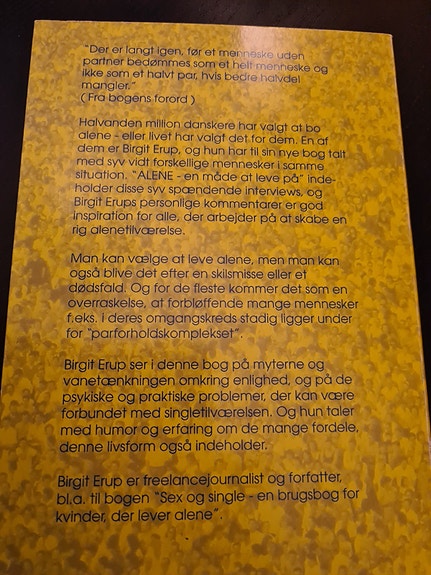 "Der er langt igen, før et menneske uden
partner bedømmes som et helt menneske og
ikke som et halvt par, hvis bedre halvdel
mangler."
( Fra bogens forord )
Halvanden million danskere har valgt at bo
alene - eller livet har valgt det for dem. En af
dem er Birgit Erup, og hun har til sin nye bog talt
med syv vidt forskellige mennesker i samme
situation. "ALENE - en måde at leve på" inde-
holder disse syv spændende interviews, og
Birgit Erups personlige kommentarer er god
inspiration for alle, der arbejder på at skabe en
rig alenetilværelse.
Man kan vælge at leve alene, men man kan
også blive det efter en skilsmisse eller et
dødsfald. Og for de fleste kommer det som en
overraskelse, at forbløffende mange mennesker
f.eks. i deres omgangskreds stadig ligger under
for "parforholdskomplekset".
Birgit Erup ser i denne bog på myterne og
vanetænkningen omkring enlighed, og på de
psykiske og praktiske problemer, der kan være
forbundet med singletilværelsen. Og hun taler
med humor og erfaring om de mange fordele,
denne livsform også indeholder.
Birgit Erup er freelancejournalist og forfatter,
bl.a. til bogen "Sex og single - en brugsbog for
kvinder, der lever alene".